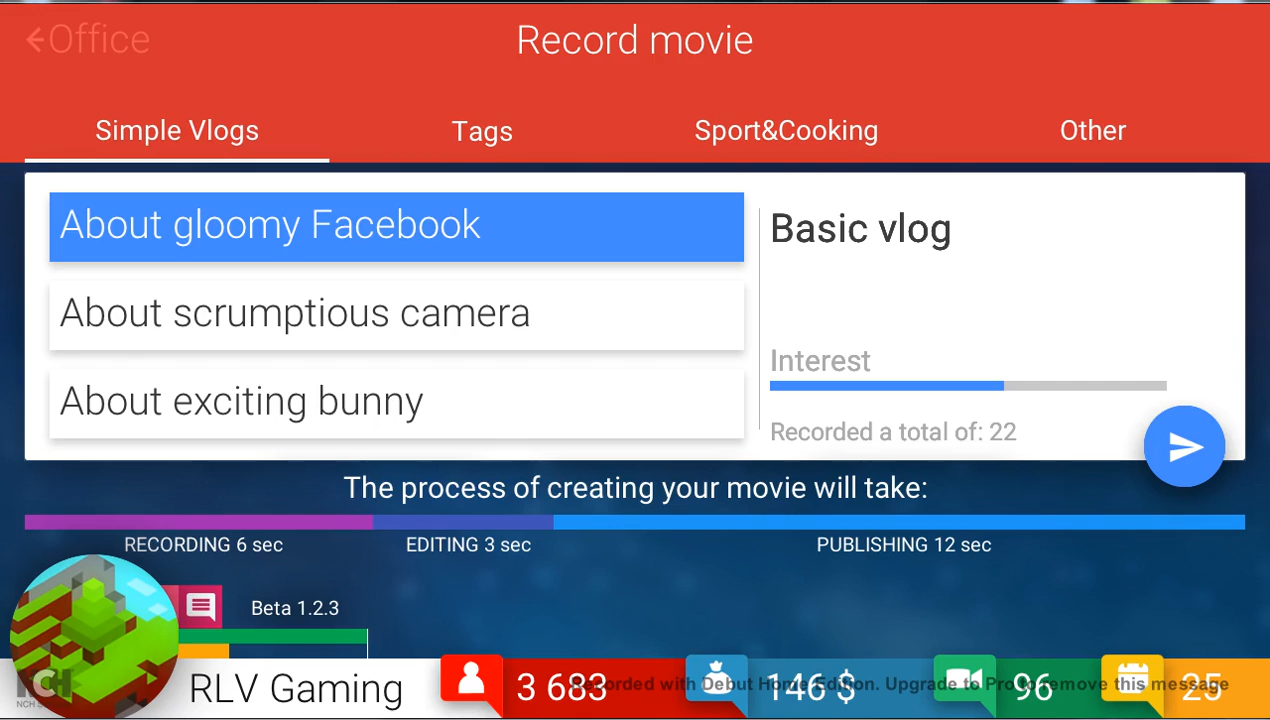 Office
Record movie
Simple Vlogs
Tags
Sport&Cooking
Other
About gloomy Facebook
About scrumptious camera
About exciting bunny
Basic vlog
Interest
Recorded a total of: 22
The process of creating your movie will take:
RECORDING 6 sec
EDITING 3 sec
PUBLISHING 12 sec
Beta 1.2.3
NCH
RLV Gaming
3 683
146 $
96
25
Recorded with Debut Home Edition. Upgrade to Pro to remove this message